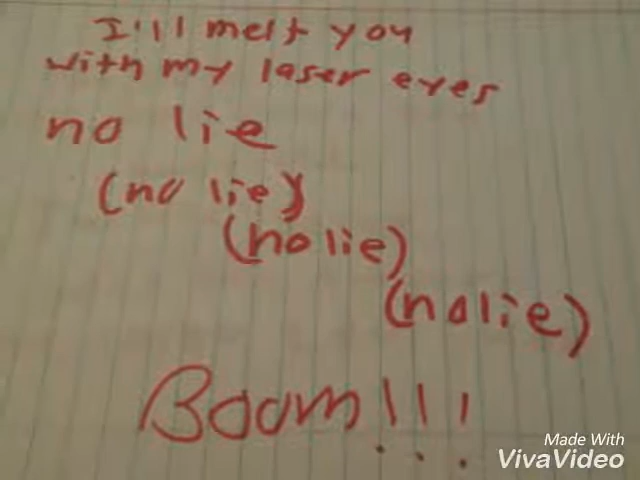 I'll melt you
with my laser eyes
no lie
(no lie)
(no lie)
(no lie)
Boom!!!
Made With
VivaVideo